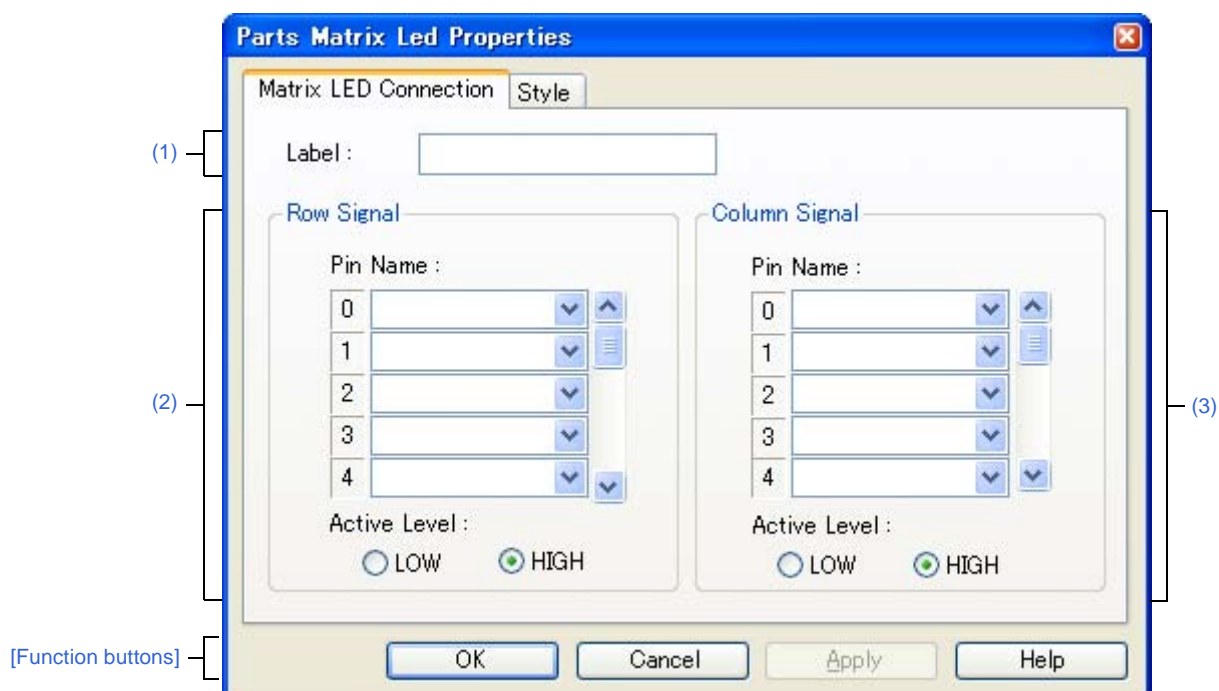 Parts Matrix Led Properties
Matrix LED Connection
Style
(1)
Label :
(2)
Row Signal
Pin Name :
0
1
2
3
4
Active Level :
LOW
HIGH
Column Signal
Pin Name :
0
1
2
3
4
Active Level :
LOW
HIGH
(3)
[Function buttons]
OK
Cancel
Apply
Help